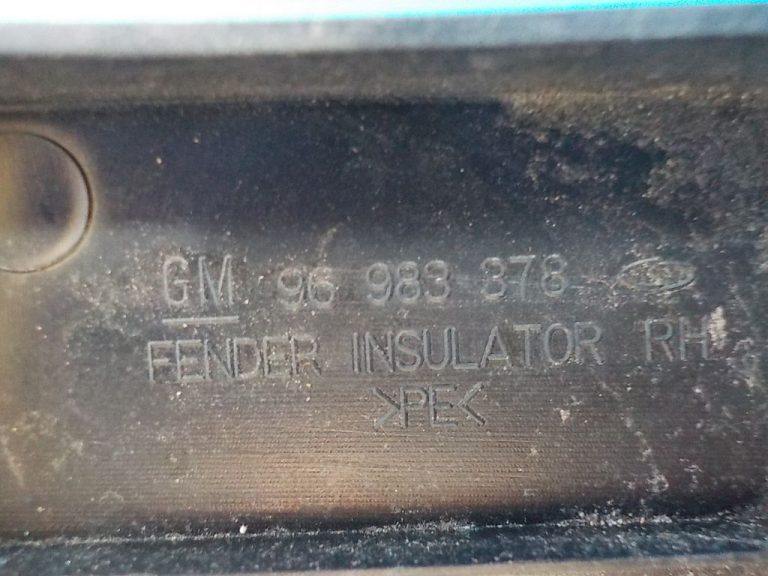 GM 96 983 378
FENDER INSULATOR RH
>PE<